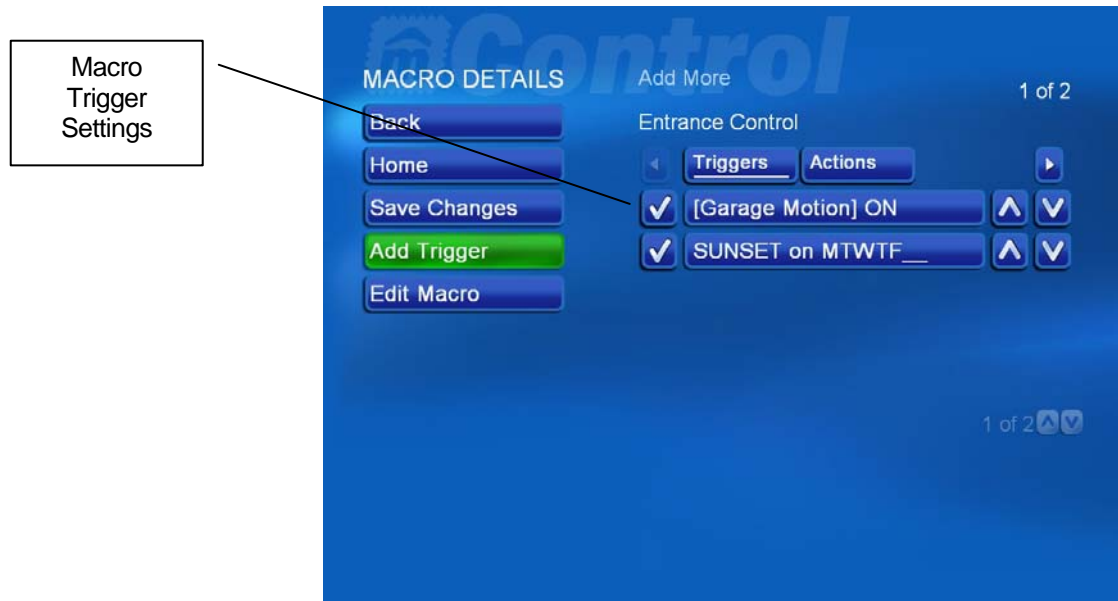 Macro
Trigger
Settings
mControl
MACRO DETAILS
Add More
1 of 2
Back
Entrance Control
Home
Triggers
Actions
Save Changes
[Garage Motion] ON
Add Trigger
SUNSET on MTWTF__
Edit Macro
1 of 2